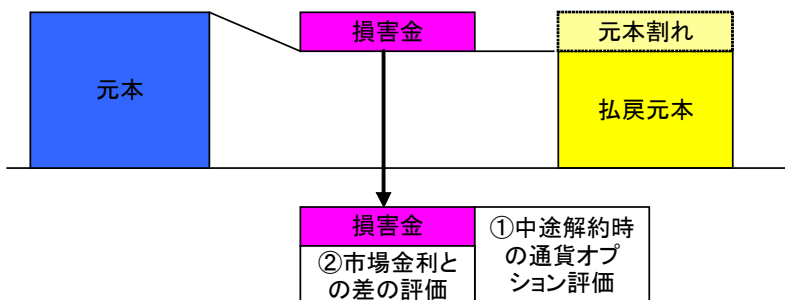 損害金
元本割れ
元本
払戻元本
損害金
①中途解約時
の通貨オプ
ション評価
②市場金利と
の差の評価